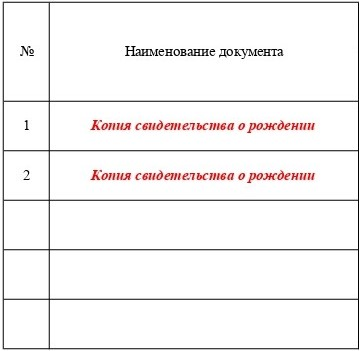 № Наименование документа
1 Копия свидетельства о рождении
2 Копия свидетельства о рождении